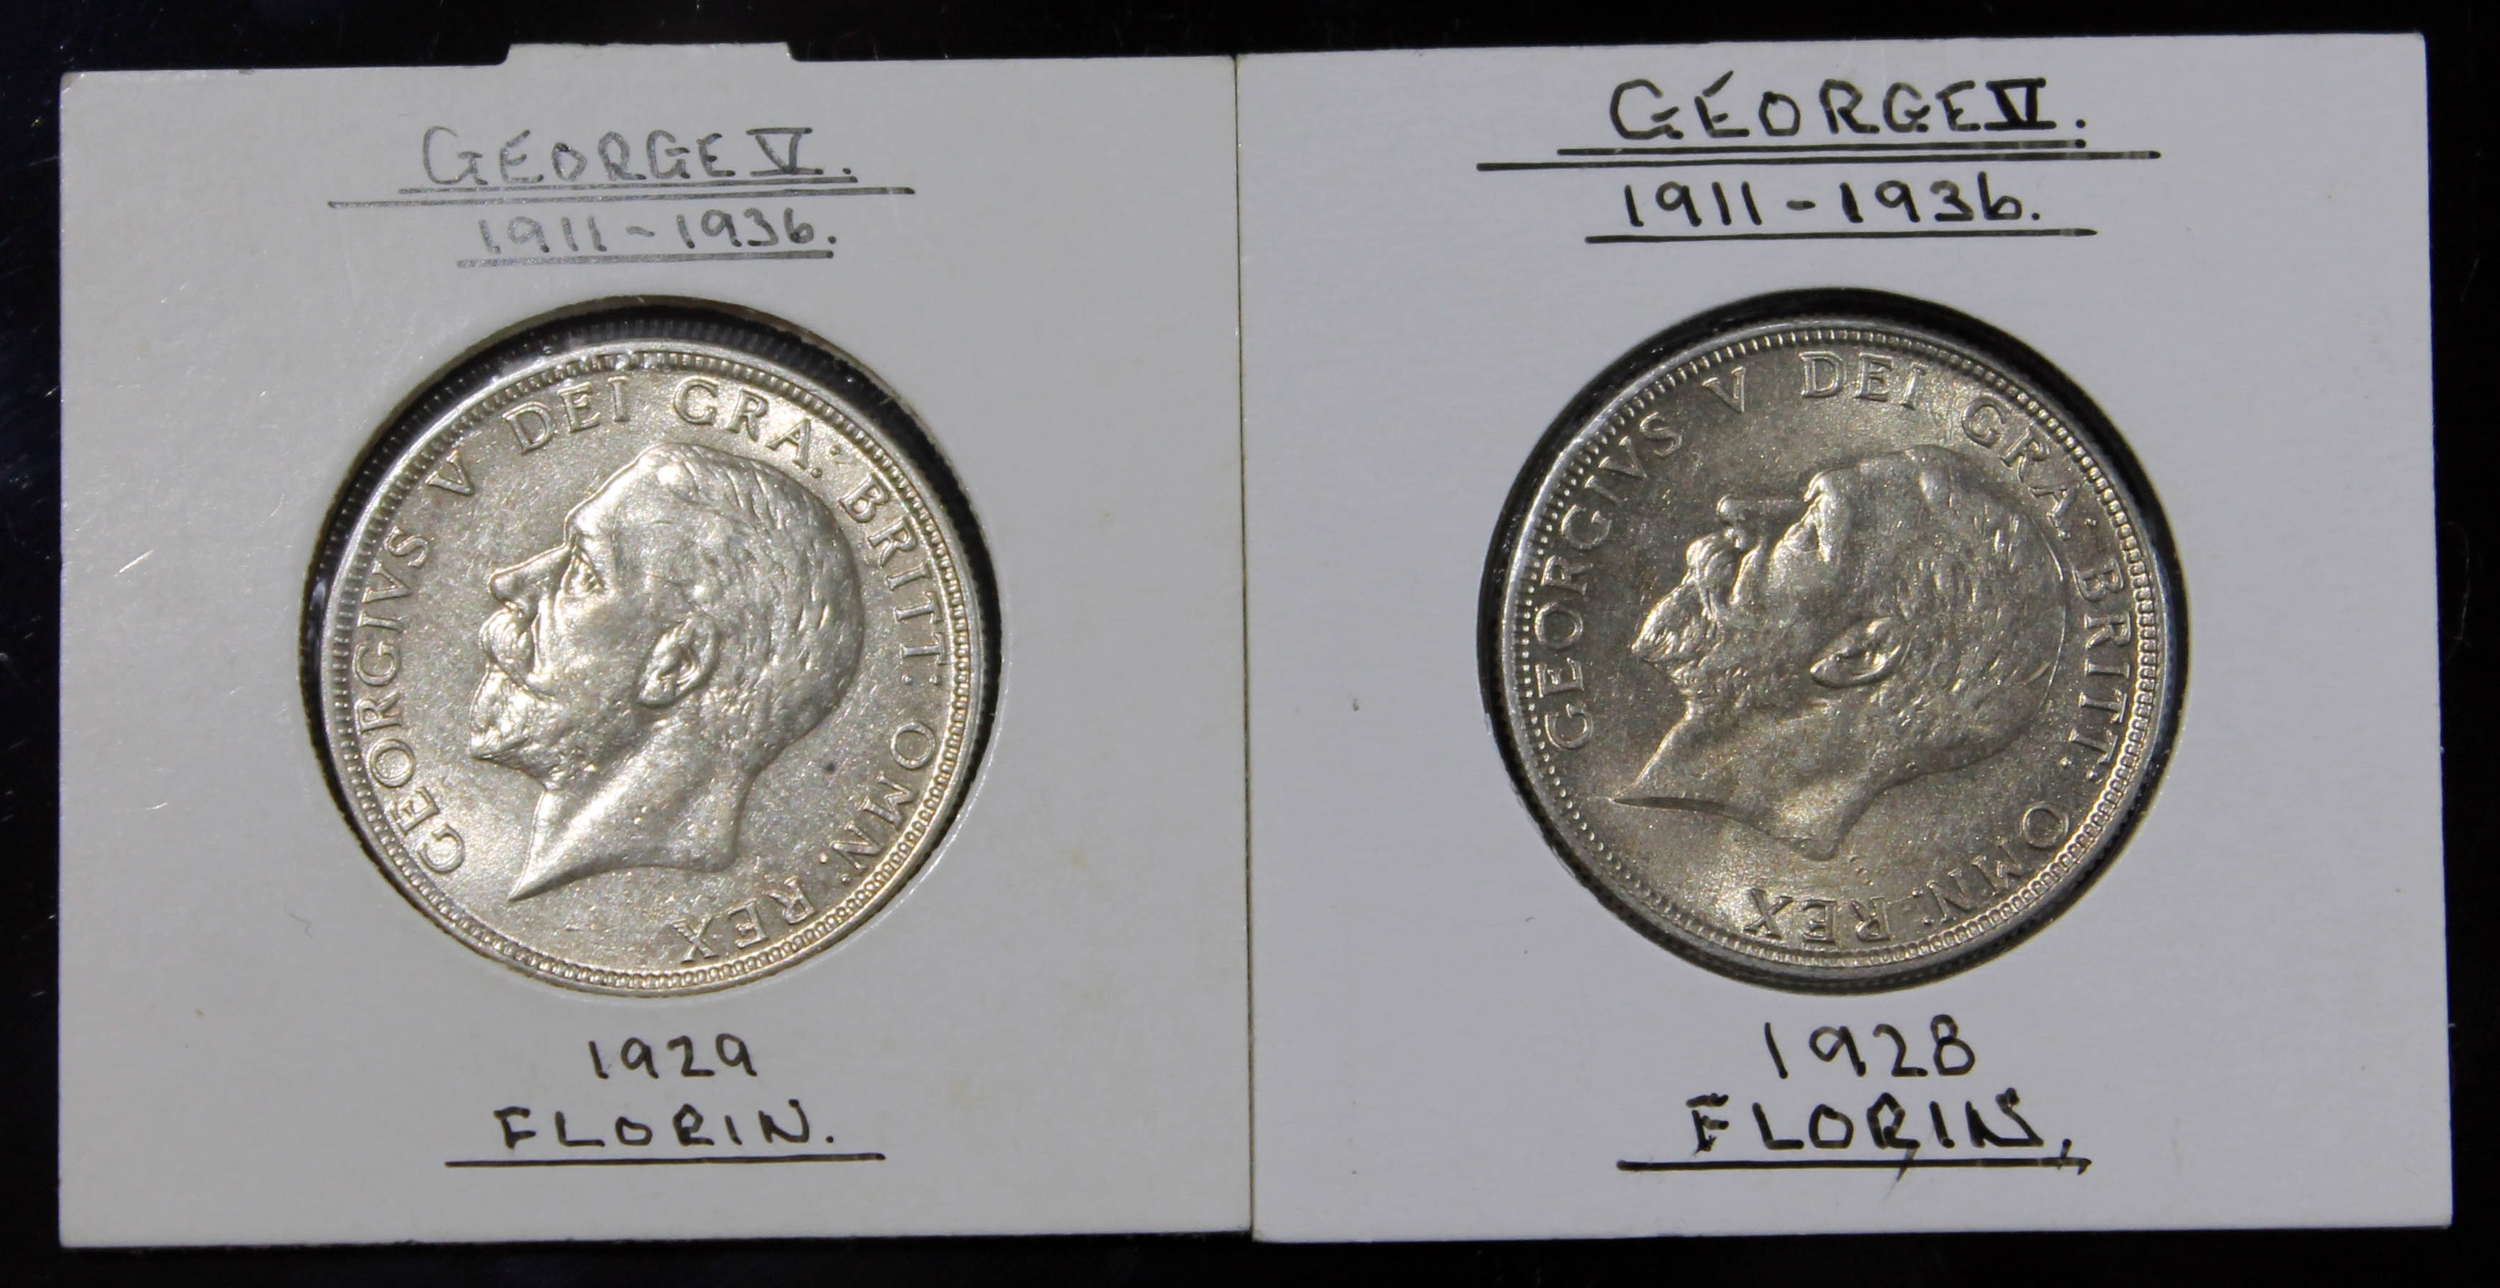 GEORGE V.
1911-1936.
GEORGIVS V DEI GRA: BRITT: OMN: REX
1929
FLORIN.
GEORGE V.
1911-1936.
GEORGIVS V DEI GRA: BRITT: OMN: REX
1928
FLORIN,